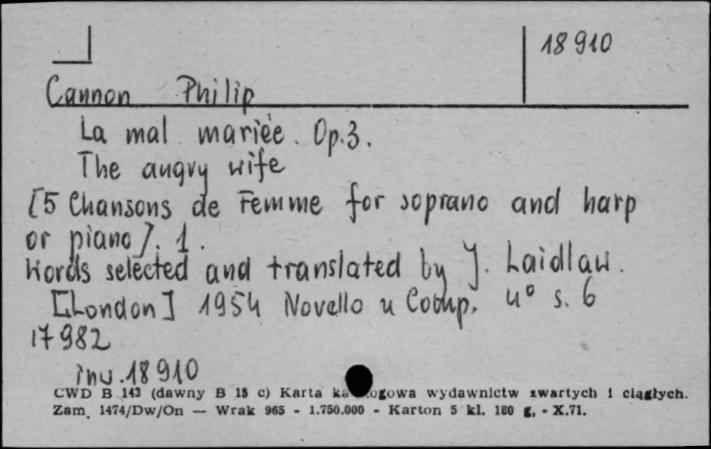 18 910
Cannon Philip
La mal mariée. Op.3.
The angry wife
[5 Chansons de Femme for soprano and harp
or piano]. 1.
Words selected and translated by J. Laidlaw.
[London] 1954 Novello u Comp. 4° s. 6
17982
inv. 18 910
CWD B 143 (dawny B 15 c) Karta katalogowa wydawnictw zwartych i ciągłych.
Zam. 1474/Dw/On — Wrak 965 - 1.750.000 - Karton 5 kl. 180 g. - X.71.